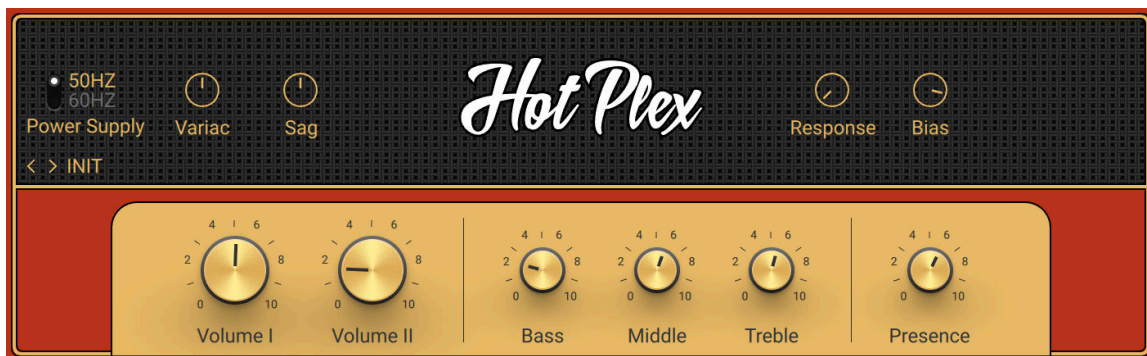 Hot Plex
50HZ
60HZ
Power Supply
Variac
Sag
Response
Bias
< > INIT
0 2 4 6 8 10
Volume I
0 2 4 6 8 10
Volume II
0 2 4 6 8 10
Bass
0 2 4 6 8 10
Middle
0 2 4 6 8 10
Treble
0 2 4 6 8 10
Presence